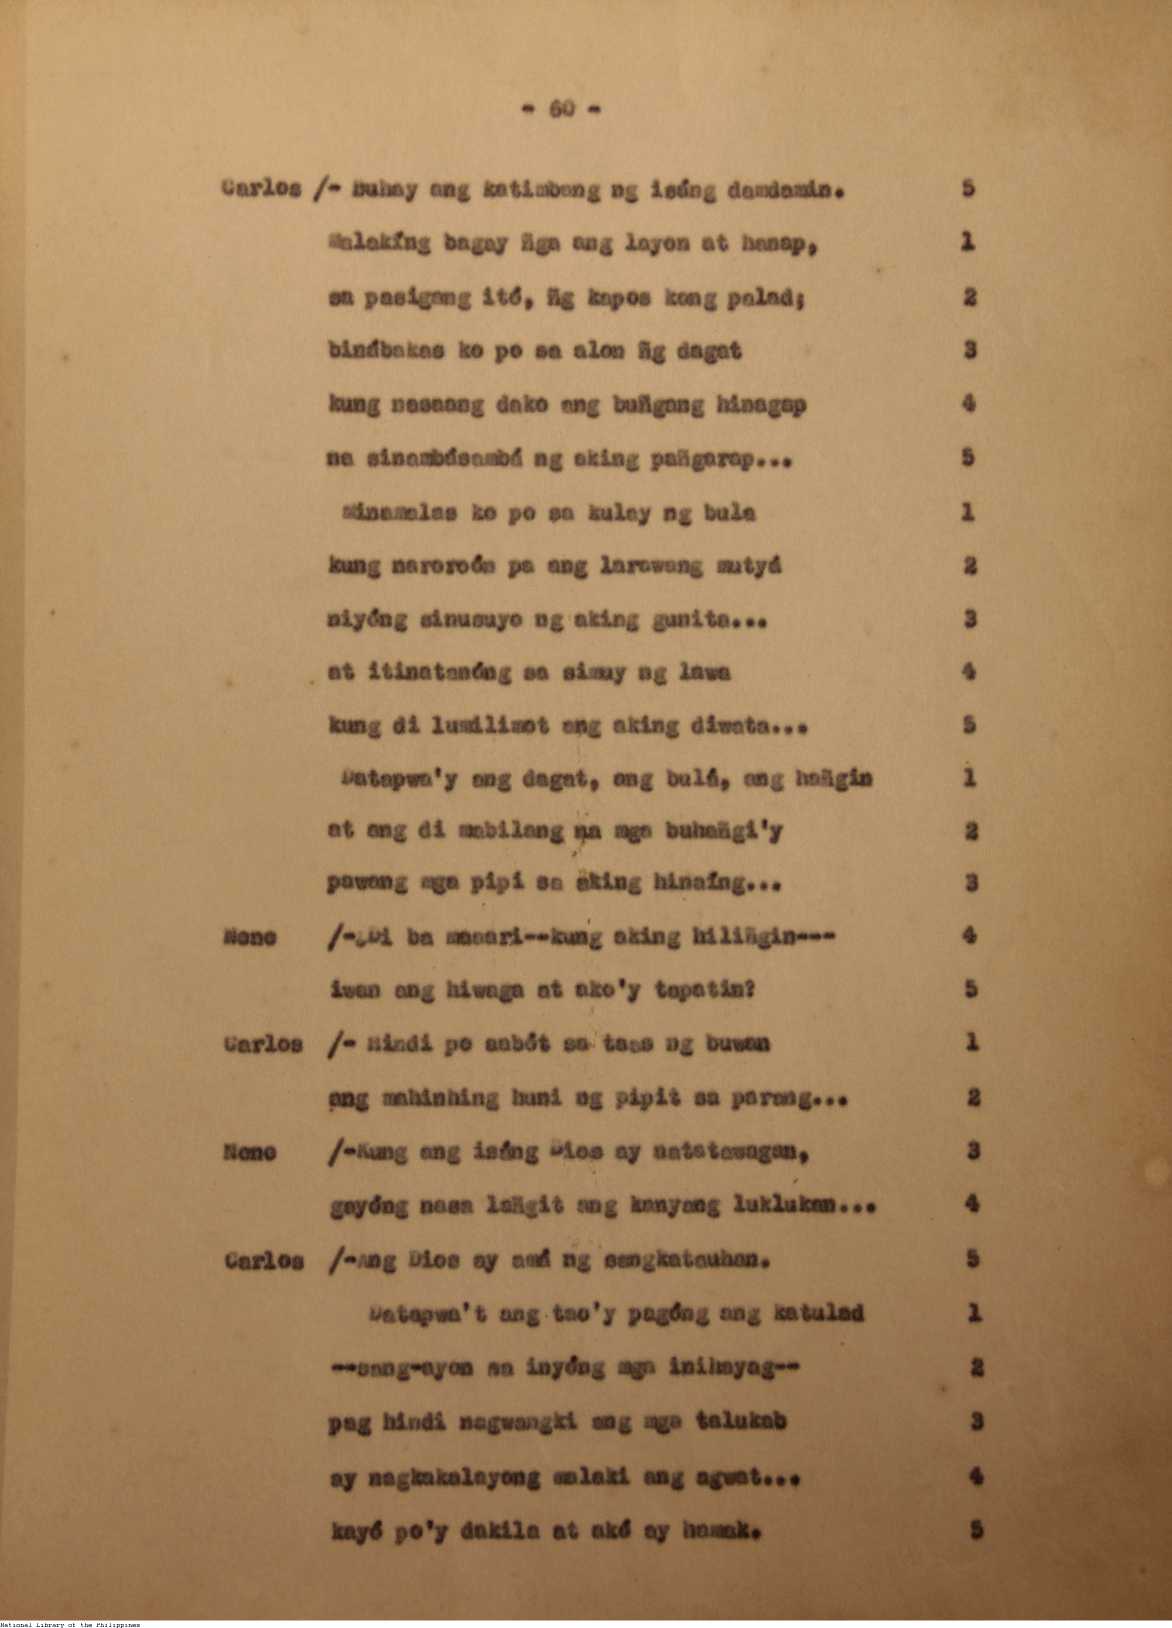 - 60 -
Carlos /- Buhay ang katimbang ng isáng damdamin. 5
Malakíng bagay ñga ang layon at hanap, 1
sa pasigang itó, ñg kapos kong palad; 2
binábakas ko po sa alon ñg dagat 3
kung nasaang dako ang buñgang hinagap 4
na sinambásambá ng aking pañgarap... 5
Minamalas ko po sa kulay ng bula 1
kung naroroón pa ang larawang mutyá 2
niyóng sinusuyo ng aking gunita... 3
at itinatanóng sa simuy ng lawa 4
kung di lumilimot ang aking diwata... 5
Datapwa'y ang dagat, ang bulá, ang hañgin 1
at ang di mabilang na mga buhañgi'y 2
pawang mga pipi sa aking hinaíng... 3
Nono /-¿Di ba maaari--kung aking hiliñgin--- 4
iwan ang hiwaga at ako'y tapatin? 5
Carlos /- Hindi po aabót sa taas ng buwan 1
ang mahinhing huni ng pipit sa parang... 2
Nono /-Kung ang isáng Dios ay natatawagan, 3
gayóng nasa lañgit ang kanyang luklukan... 4
Carlos /-Ang Dios ay amá ng sangkatauhan. 5
Datapwa't ang tao'y pagóng ang katulad 1
--sang-ayon sa inyóng mga inihayag-- 2
pag hindi nagwangki ang mga talukab 3
ay nagkakalayong malaki ang agwat... 4
kayó po'y dakila at akó ay hamak. 5
National Library of the Philippines